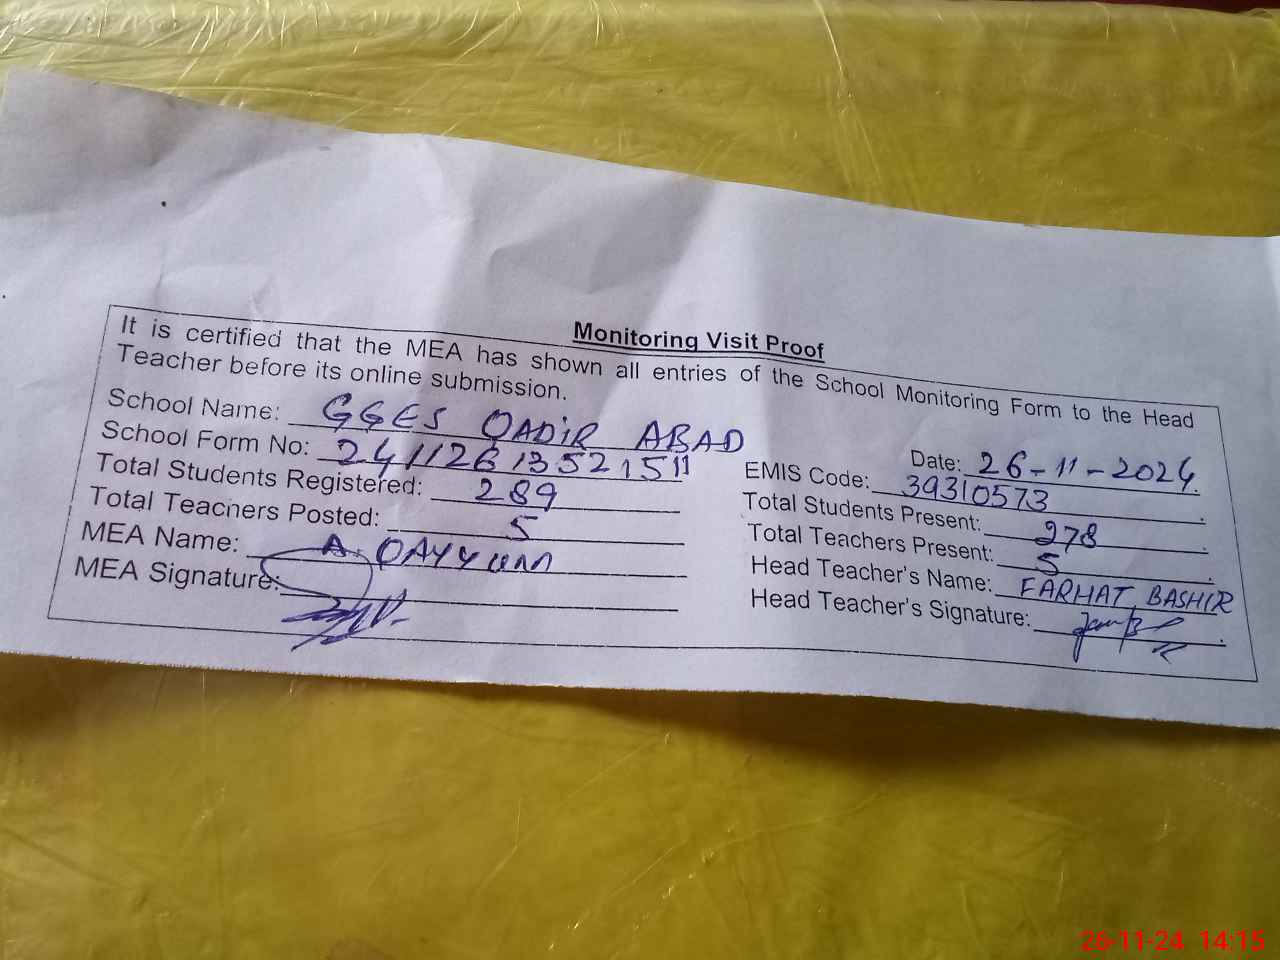 Monitoring Visit Proof
It is certified that the MEA has shown all entries of the School Monitoring Form to the Head
Teacher before its online submission.
School Name: GGES QADIR ABAD
Date: 26-11-2024.
School Form No: 24112613521511
EMIS Code: 39310573.
Total Students Registered: 289
Total Students Present: 278.
Total Teachers Posted: 5
Total Teachers Present: 5.
MEA Name: A. QAYYUM
Head Teacher's Name: FARHAT BASHIR
MEA Signature:
Head Teacher's Signature:
26-11-24 14:15